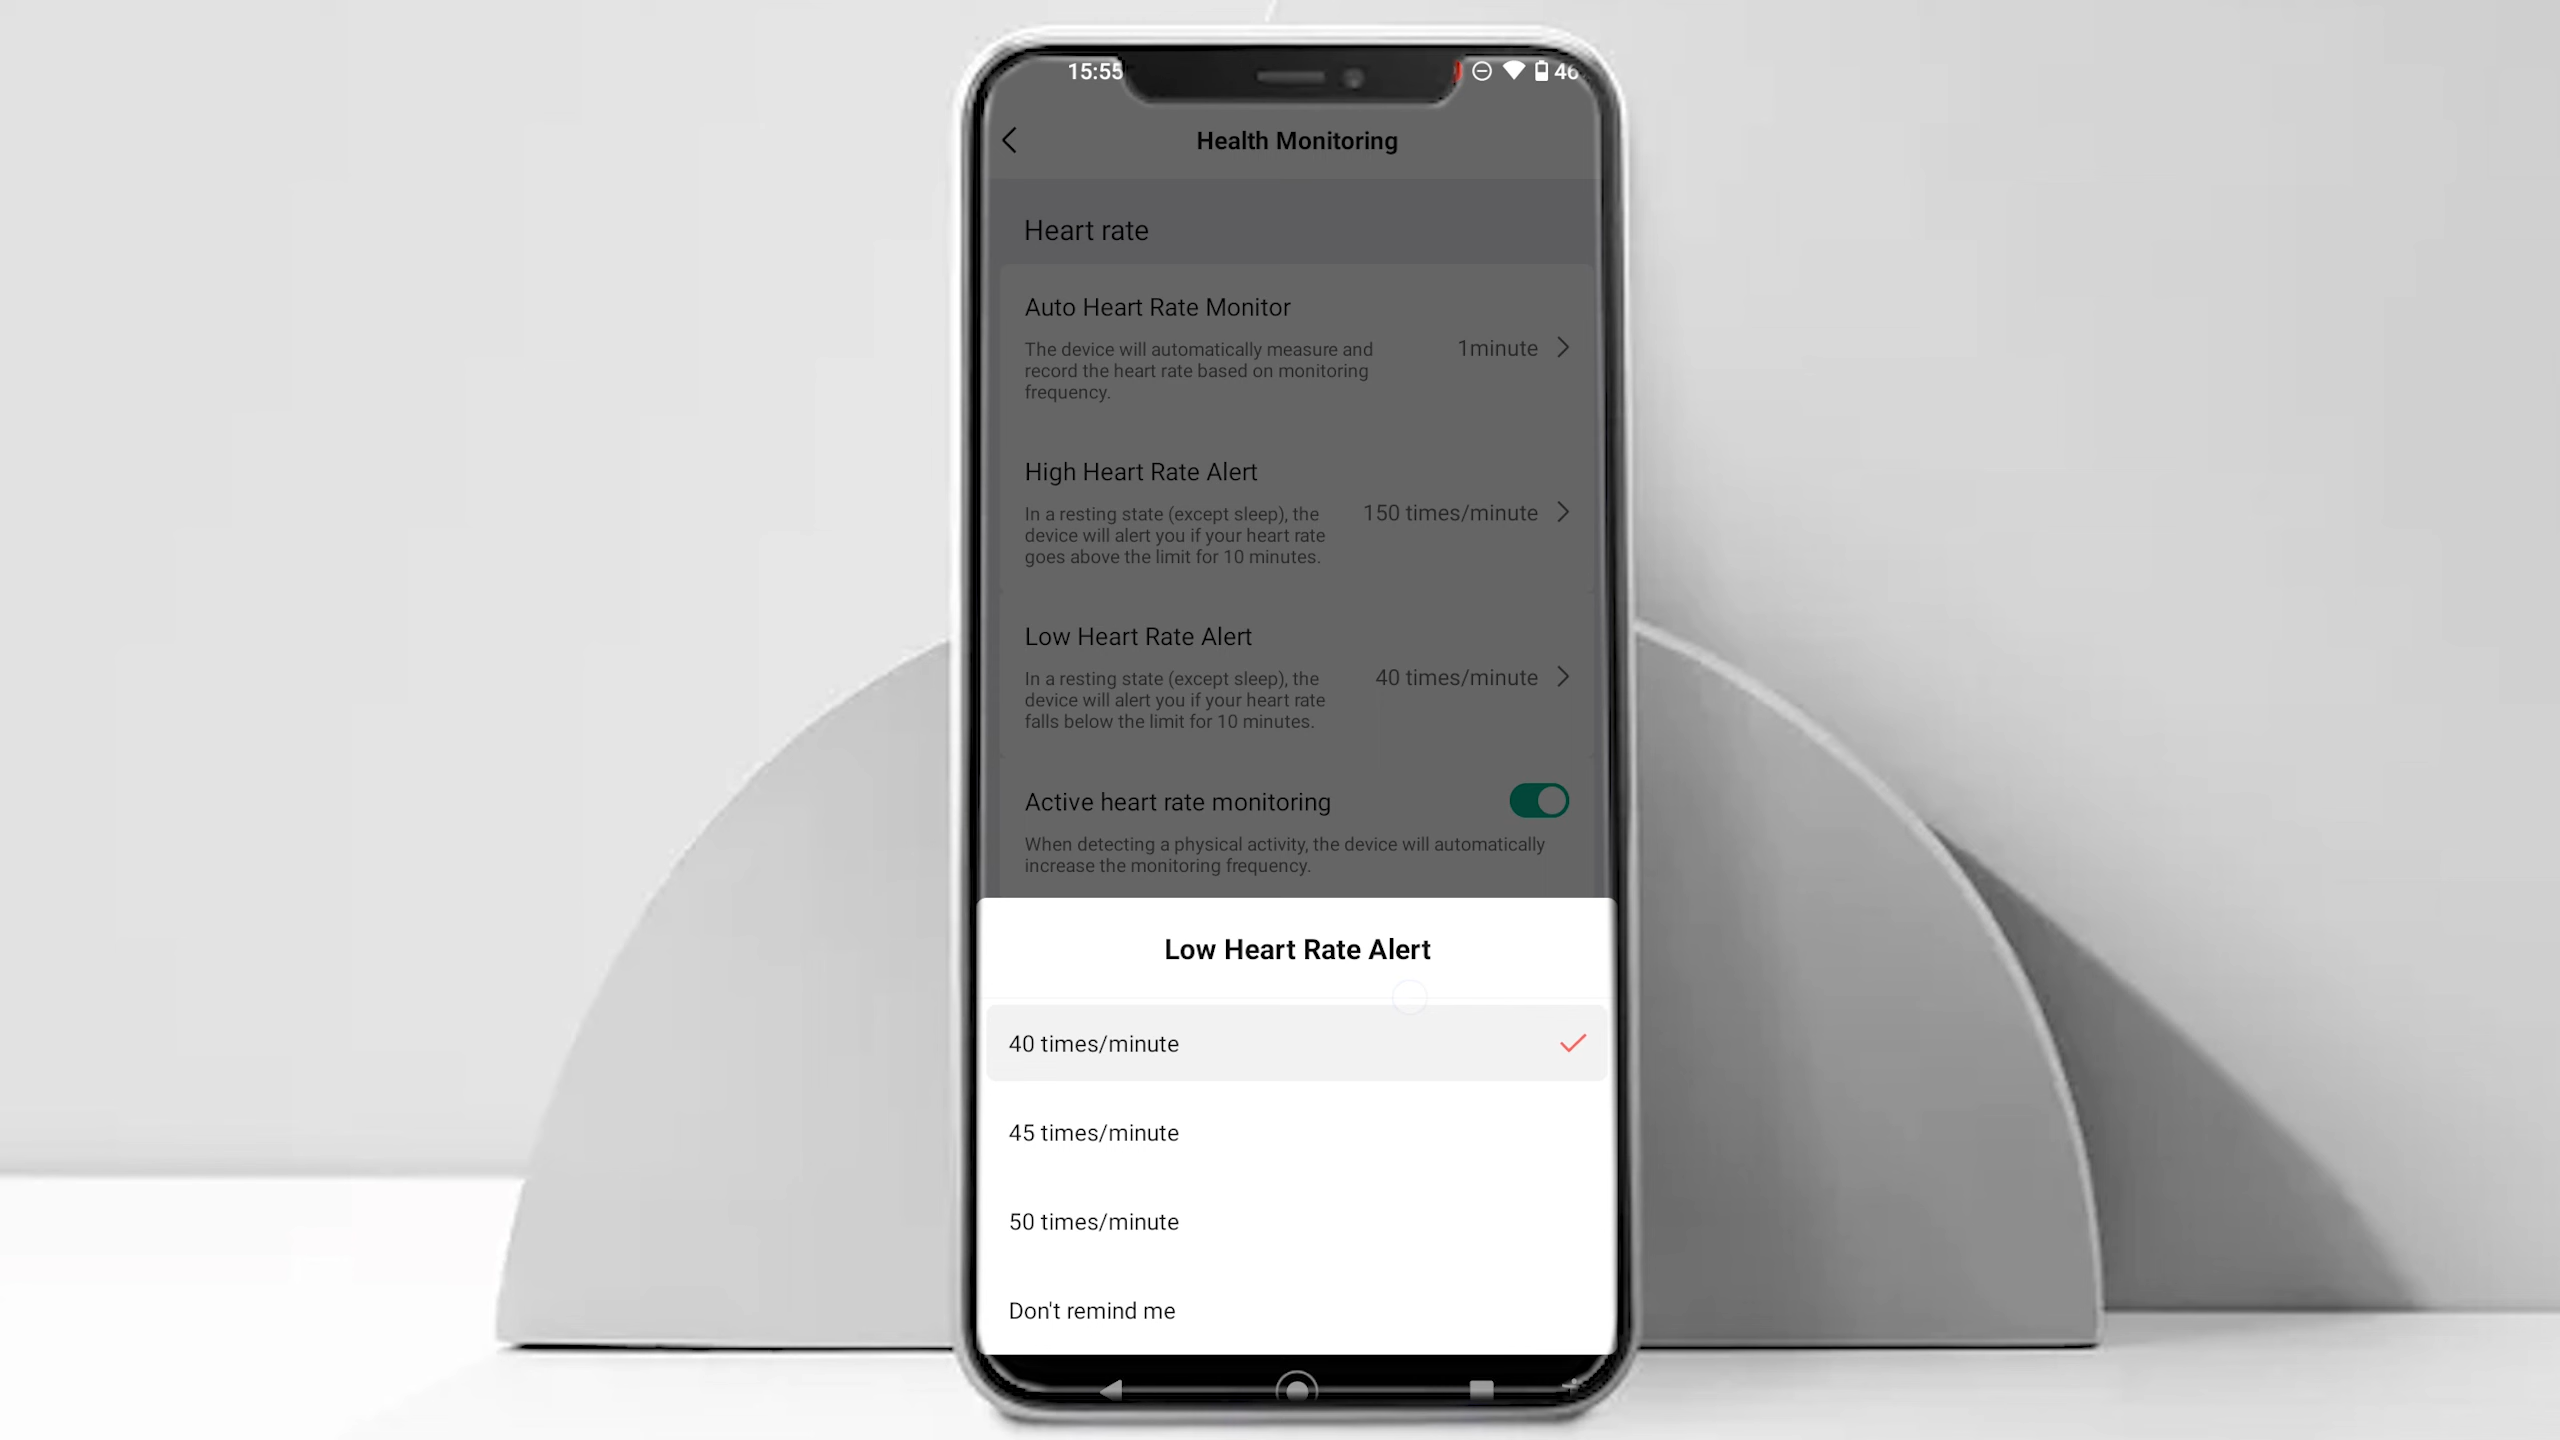 15:55
46
Health Monitoring
Heart rate
Auto Heart Rate Monitor
The device will automatically measure and
record the heart rate based on monitoring
frequency.
1minute
High Heart Rate Alert
In a resting state (except sleep), the
device will alert you if your heart rate
goes above the limit for 10 minutes.
150 times/minute
Low Heart Rate Alert
In a resting state (except sleep), the
device will alert you if your heart rate
falls below the limit for 10 minutes.
40 times/minute
Active heart rate monitoring
When detecting a physical activity, the device will automatically
increase the monitoring frequency.
Low Heart Rate Alert
40 times/minute
45 times/minute
50 times/minute
Don't remind me